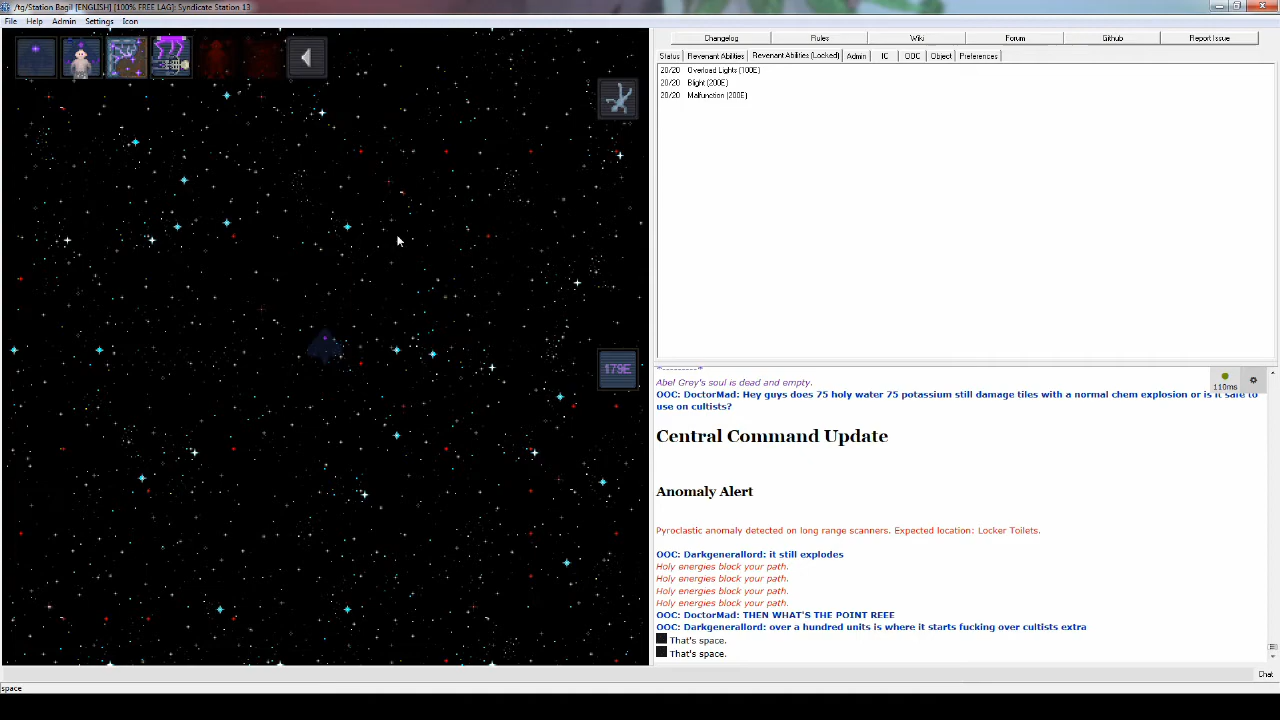 /tg/Station Bagil [ENGLISH] [100% FREE LAG]: Syndicate Station 13
File Help Admin Settings Icon
Changelog Rules Wiki Forum Github Report Issue
Status Revenant Abilities Revenant Abilities (Locked) Admin IC OOC Object Preferences
20/20 Overload Lights (100E)
20/20 Blight (200E)
20/20 Malfunction (200E)
*---------*
Abel Grey's soul is dead and empty.
110ms
OOC: DoctorMad: Hey guys does 75 holy water 75 potassium still damage tiles with a normal chem explosion or is it safe to
use on cultists?
Central Command Update
Anomaly Alert
Pyroclastic anomaly detected on long range scanners. Expected location: Locker Toilets.
OOC: Darkgenerallord: it still explodes
Holy energies block your path.
Holy energies block your path.
Holy energies block your path.
Holy energies block your path.
OOC: DoctorMad: THEN WHAT'S THE POINT REEE
OOC: Darkgenerallord: over a hundred units is where it starts fucking over cultists extra
That's space.
That's space.
Chat
space